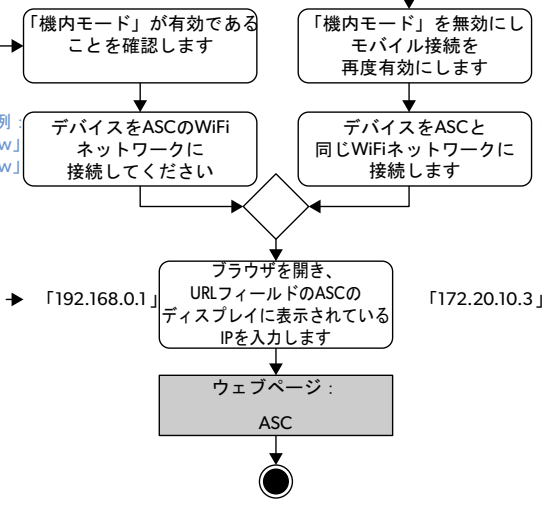 「機内モード」が有効である
ことを確認します
「機内モード」を無効にし
モバイル接続を
再度有効にします
例：
w」
w」
デバイスをASCのWiFi
ネットワークに
接続してください
デバイスをASCと
同じWiFiネットワークに
接続します
「192.168.0.1」
ブラウザを開き、
URLフィールドのASCの
ディスプレイに表示されている
IPを入力します
「172.20.10.3」
ウェブページ：
ASC